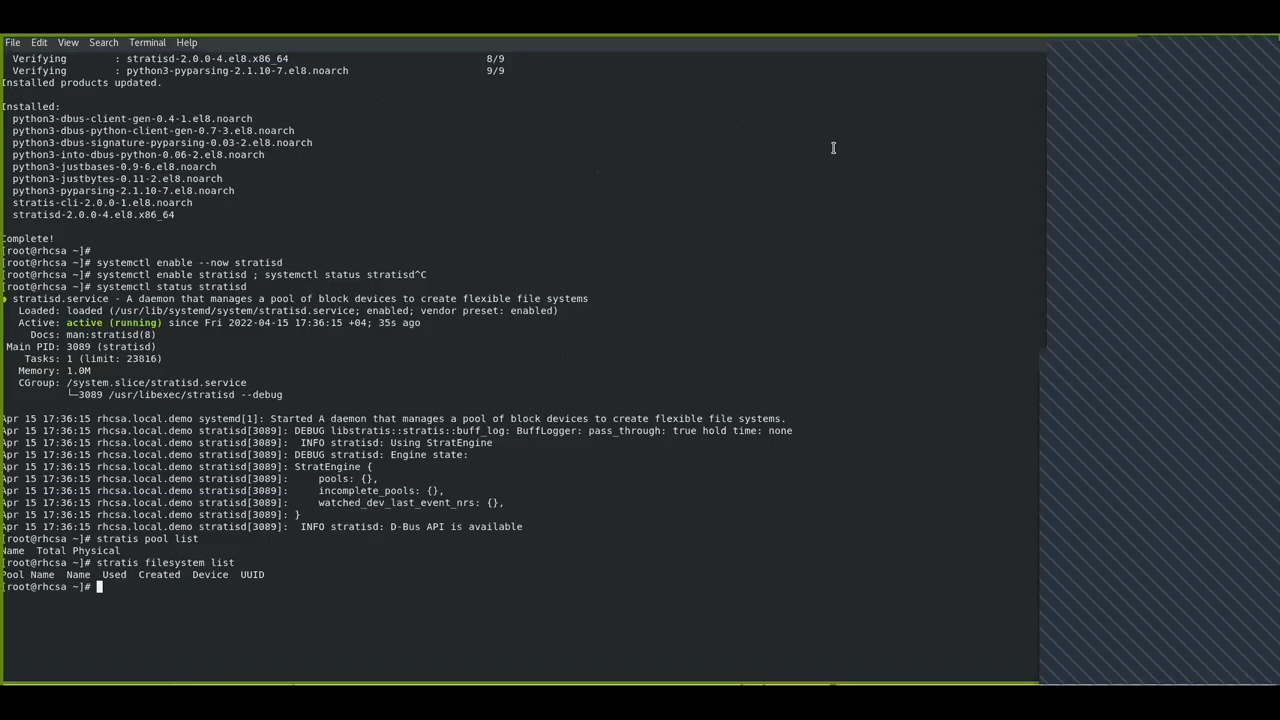 File Edit View Search Terminal Help
Verifying : stratisd-2.0.0-4.el8.x86_64 8/9
Verifying : python3-pyparsing-2.1.10-7.el8.noarch 9/9
Installed products updated.
Installed:
python3-dbus-client-gen-0.4-1.el8.noarch
python3-dbus-python-client-gen-0.7-3.el8.noarch
python3-dbus-signature-pyparsing-0.03-2.el8.noarch
python3-into-dbus-python-0.06-2.el8.noarch
python3-justbases-0.9-6.el8.noarch
python3-justbytes-0.11-2.el8.noarch
python3-pyparsing-2.1.10-7.el8.noarch
stratis-cli-2.0.0-1.el8.noarch
stratisd-2.0.0-4.el8.x86_64
Complete!
[root@rhcsa ~]#
[root@rhcsa ~]# systemctl enable --now stratisd
[root@rhcsa ~]# systemctl enable stratisd ; systemctl status stratisd^C
[root@rhcsa ~]# systemctl status stratisd
● stratisd.service - A daemon that manages a pool of block devices to create flexible file systems
Loaded: loaded (/usr/lib/systemd/system/stratisd.service; enabled; vendor preset: enabled)
Active: active (running) since Fri 2022-04-15 17:36:15 +04; 35s ago
Docs: man:stratisd(8)
Main PID: 3089 (stratisd)
Tasks: 1 (limit: 23816)
Memory: 1.0M
CGroup: /system.slice/stratisd.service
└─3089 /usr/libexec/stratisd --debug
Apr 15 17:36:15 rhcsa.local.demo systemd[1]: Started A daemon that manages a pool of block devices to create flexible file systems.
Apr 15 17:36:15 rhcsa.local.demo stratisd[3089]: DEBUG libstratis::stratis::buff_log: BuffLogger: pass_through: true hold time: none
Apr 15 17:36:15 rhcsa.local.demo stratisd[3089]: INFO stratisd: Using StratEngine
Apr 15 17:36:15 rhcsa.local.demo stratisd[3089]: DEBUG stratisd: Engine state:
Apr 15 17:36:15 rhcsa.local.demo stratisd[3089]: StratEngine {
Apr 15 17:36:15 rhcsa.local.demo stratisd[3089]: pools: {},
Apr 15 17:36:15 rhcsa.local.demo stratisd[3089]: incomplete_pools: {},
Apr 15 17:36:15 rhcsa.local.demo stratisd[3089]: watched_dev_last_event_nrs: {},
Apr 15 17:36:15 rhcsa.local.demo stratisd[3089]: }
Apr 15 17:36:15 rhcsa.local.demo stratisd[3089]: INFO stratisd: D-Bus API is available
[root@rhcsa ~]# stratis pool list
Name Total Physical
[root@rhcsa ~]# stratis filesystem list
Pool Name Name Used Created Device UUID
[root@rhcsa ~]#